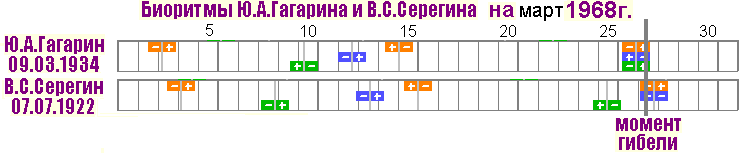 Биоритмы Ю.А.Гагарина и В.С.Серегина на март 1968г.
5 10 15 20 25 30
Ю.А.Гагарин
09.03.1934
В.С.Серегин
07.07.1922
момент
гибели